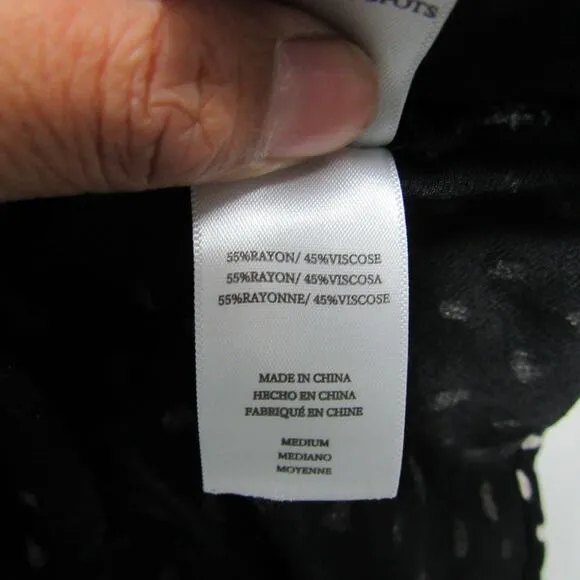 55%RAYON/ 45%VISCOSE
55%RAYON/ 45%VISCOSA
55%RAYONNE/ 45%VISCOSE
MADE IN CHINA
HECHO EN CHINA
FABRIQUÉ EN CHINE
MEDIUM
MEDIANO
MOYENNE